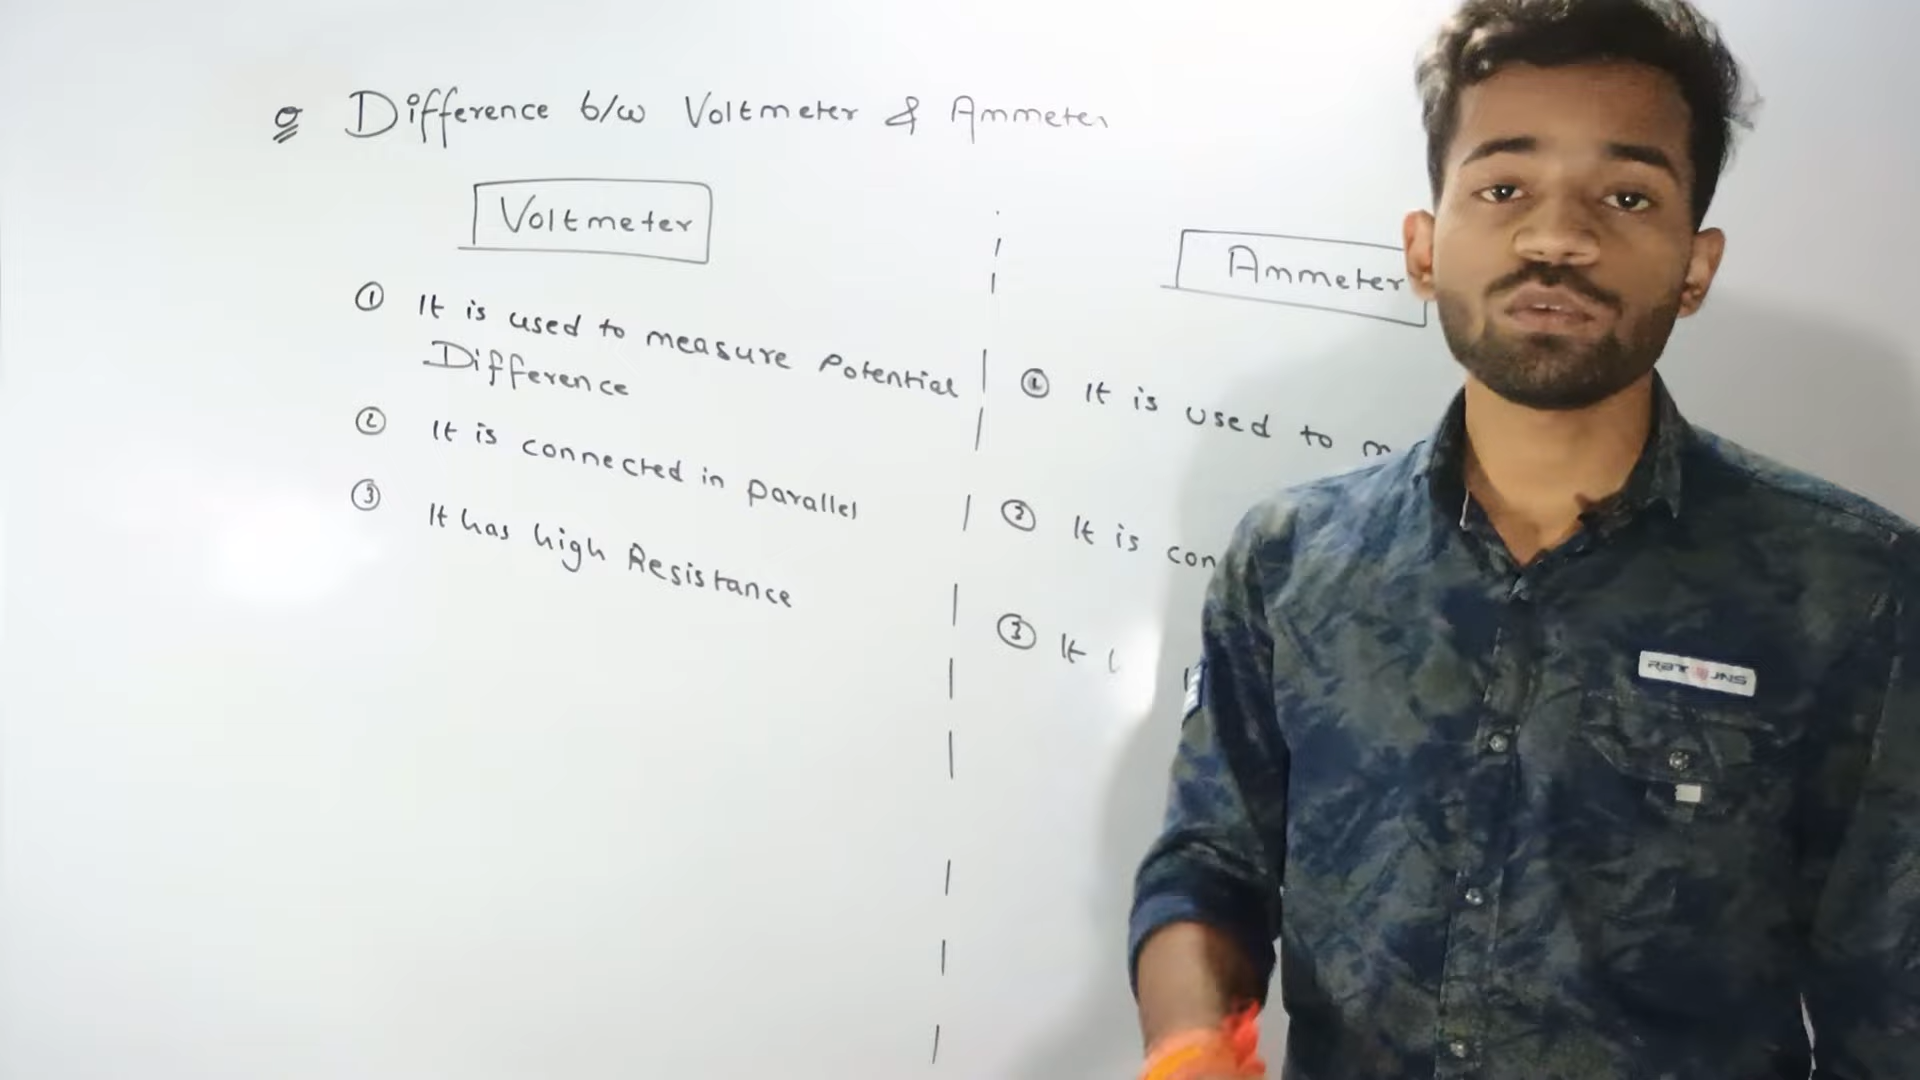 Q Difference b/w Voltmeter & Ammeter
Voltmeter
① It is used to measure Potential
Difference
② It is connected in parallel
③ It has high Resistance
Ammeter
① It is used to
② It is
③ It